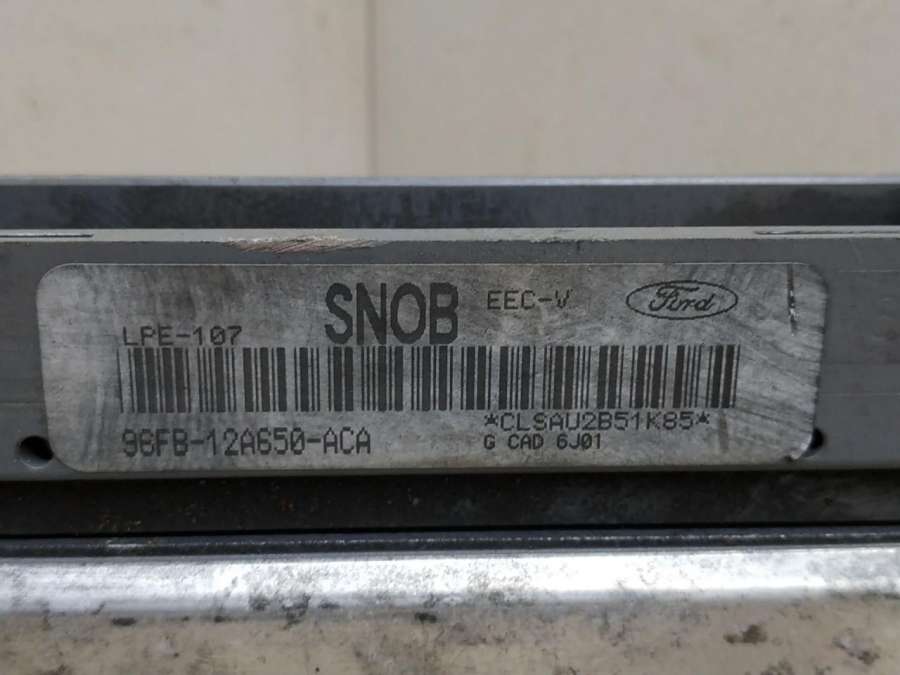 SNOB EEC-V Ford
LPE-107
*CLSAU2B51K85*
98FB-12A650-ACA G CAD 6J01